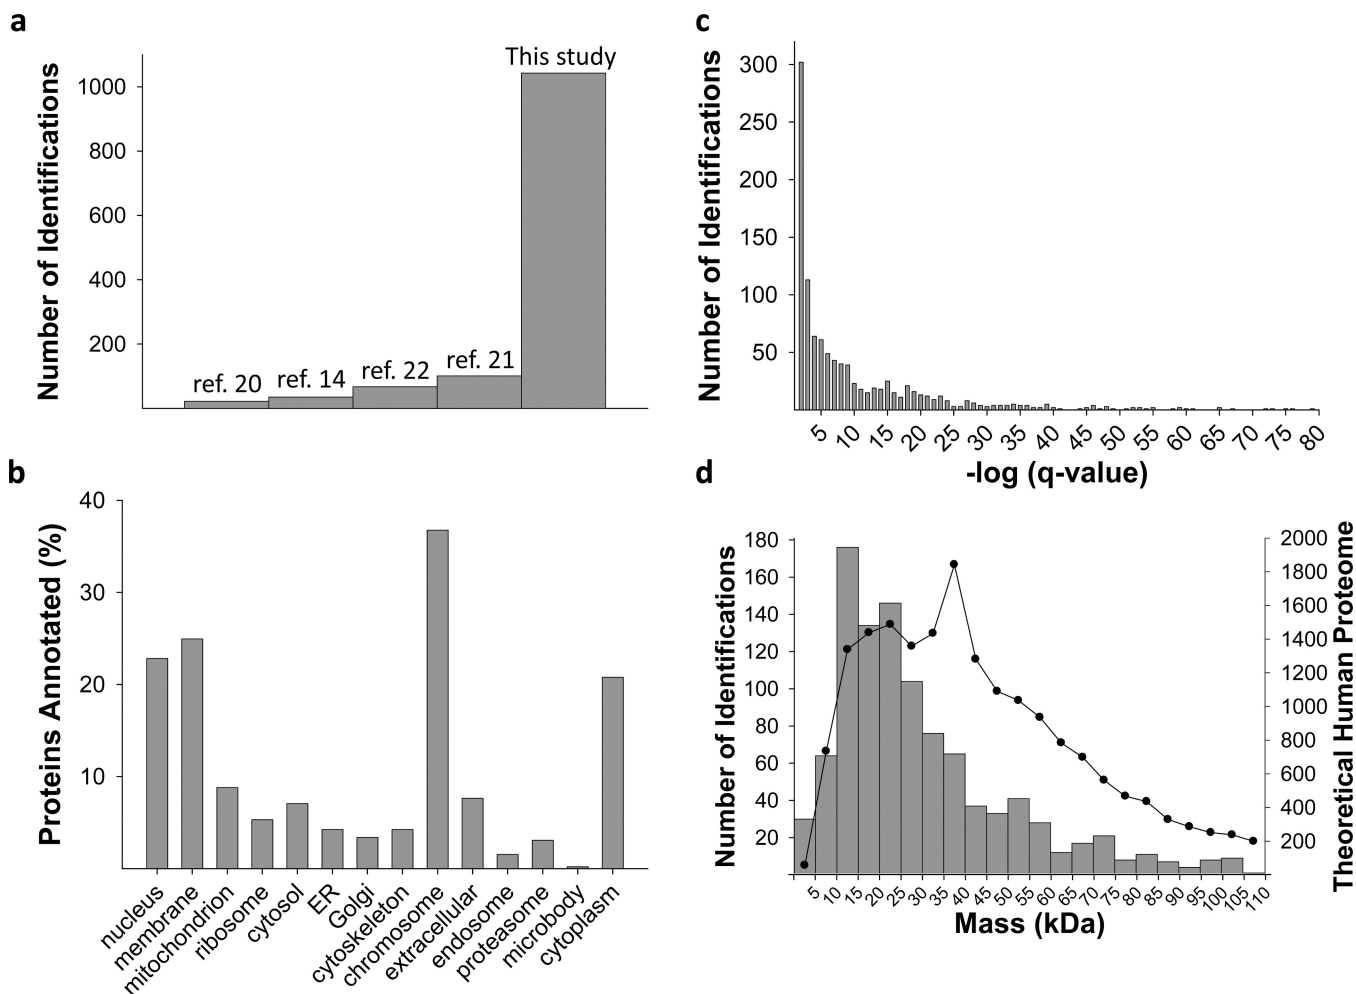 a
Number of Identifications
1000
800
600
400
200
ref. 20
ref. 14
ref. 22
ref. 21
This study
b
Proteins Annotated (%)
40
30
20
10
nucleus
membrane
mitochondrion
ribosome
cytosol
ER
Golgi
cytoskeleton
chromosome
extracellular
endosome
proteasome
microbody
cytoplasm
c
Number of Identifications
300
250
200
150
100
50
5
10
15
20
25
30
35
40
45
50
55
60
65
70
75
80
-log (q-value)
d
Number of Identifications
180
160
140
120
100
80
60
40
20
5
10
15
20
25
30
35
40
45
50
55
60
65
70
75
80
85
90
95
100
105
110
Mass (kDa)
2000
1800
1600
1400
1200
1000
800
600
400
200
Theoretical Human Proteome